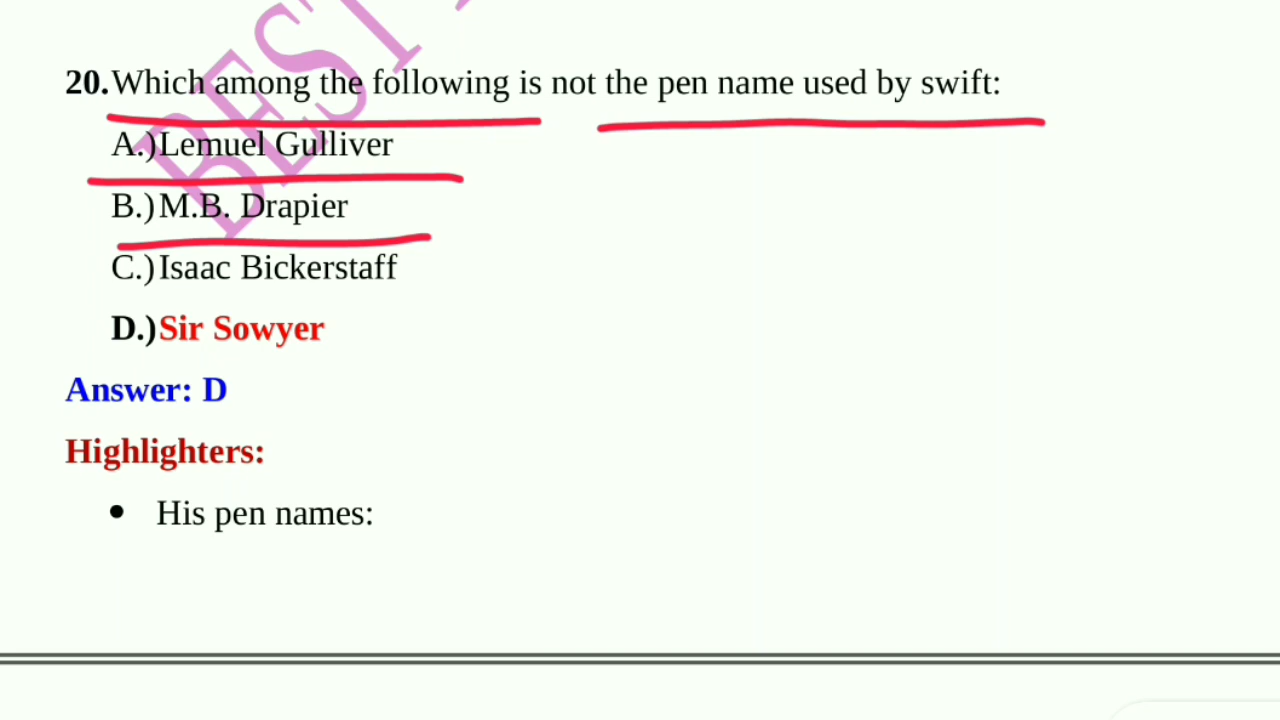 20. Which among the following is not the pen name used by swift:
A.) Lemuel Gulliver
B.) M.B. Drapier
C.) Isaac Bickerstaff
D.) Sir Sowyer
Answer: D
Highlighters:
• His pen names:
BEST